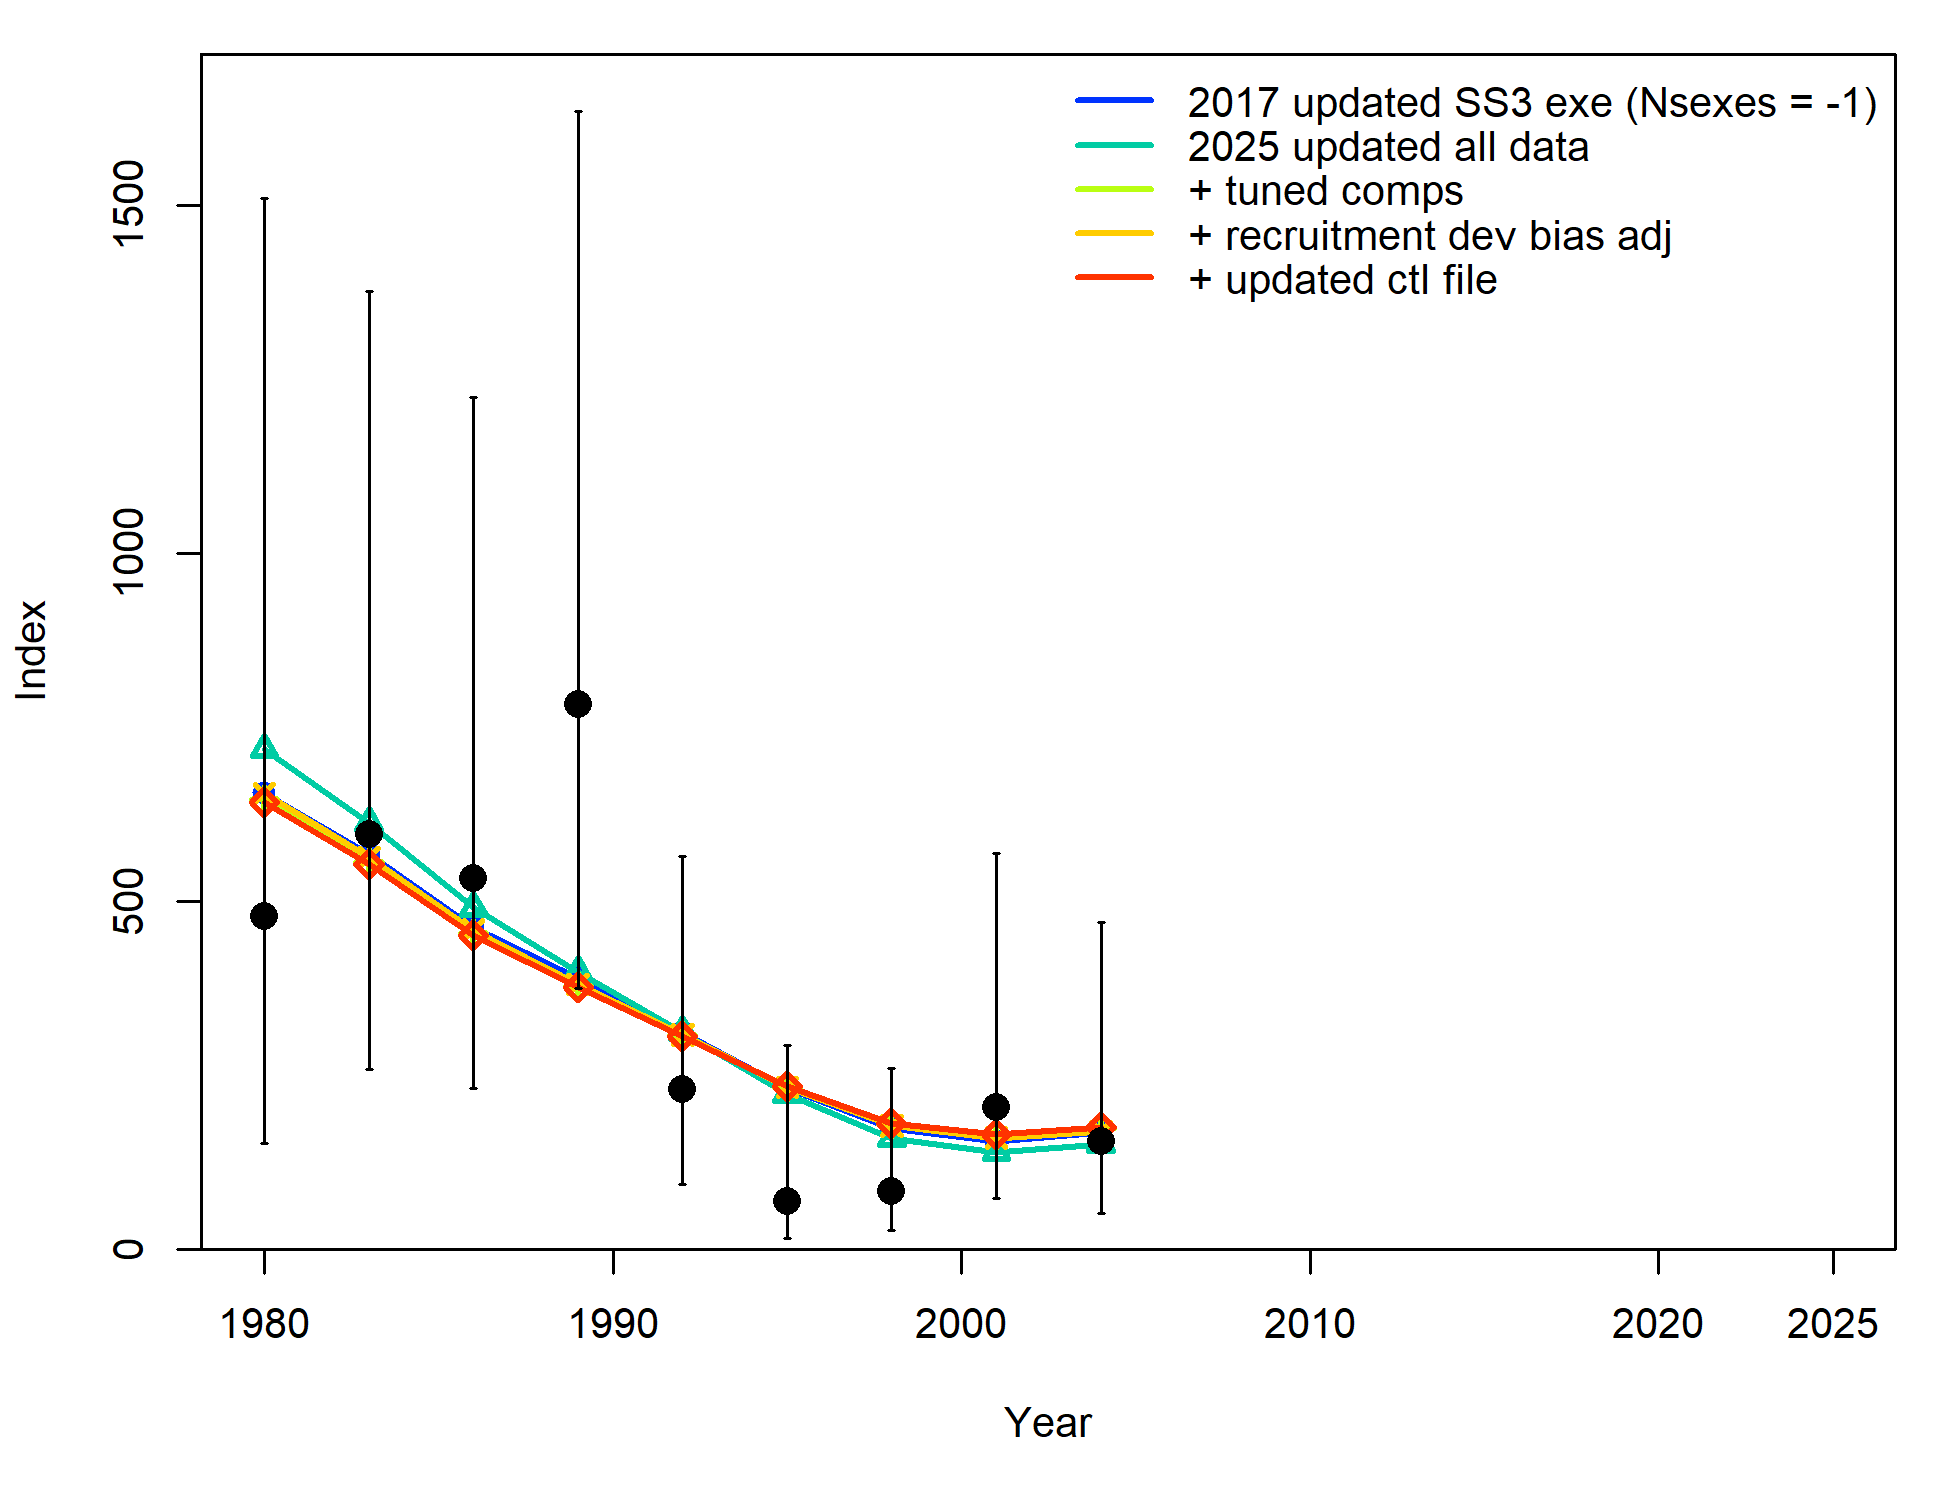 2017 updated SS3 exe (Nsexes = -1)
2025 updated all data
+ tuned comps
+ recruitment dev bias adj
+ updated ctl file
1500
1000
500
0
Index
1980 1990 2000 2010 2020 2025
Year